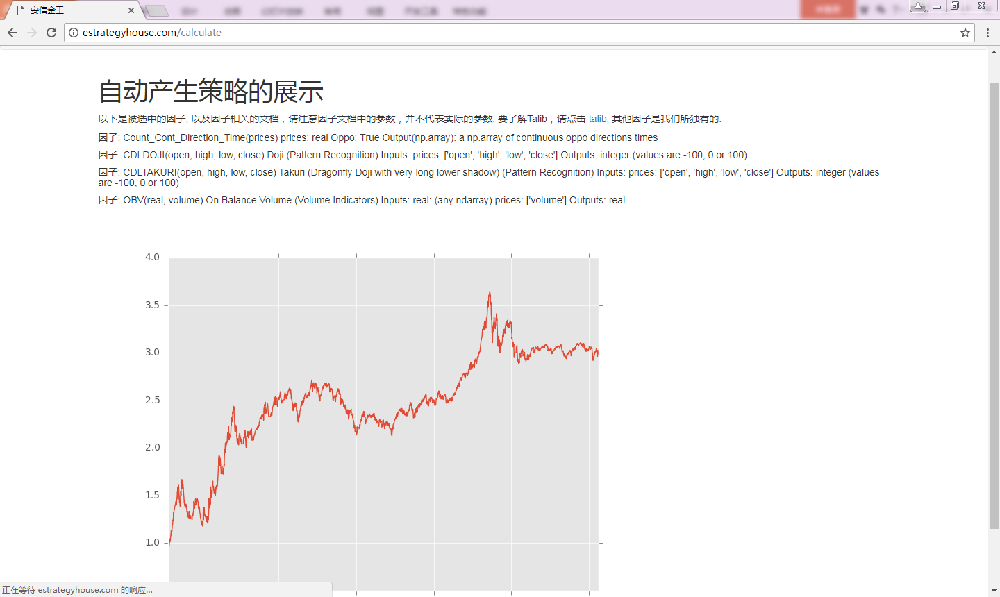 安信金工
estrategyhouse.com/calculate
自动产生策略的展示
以下是被选中的因子, 以及因子相关的文档，请注意因子文档中的参数，并不代表实际的参数. 要了解Talib，请点击 talib, 其他因子是我们所独有的.
因子: Count_Cont_Direction_Time(prices) prices: real Oppo: True Output(np.array): a np.array of continuous oppo directions times
因子: CDLDOJI(open, high, low, close) Doji (Pattern Recognition) Inputs: prices: ['open', 'high', 'low', 'close'] Outputs: integer (values are -100, 0 or 100)
因子: CDLTAKURI(open, high, low, close) Takuri (Dragonfly Doji with very long lower shadow) (Pattern Recognition) Inputs: prices: ['open', 'high', 'low', 'close'] Outputs: integer (values
are -100, 0 or 100)
因子: OBV(real, volume) On Balance Volume (Volume Indicators) Inputs: real: (any ndarray) prices: ['volume'] Outputs: real
4.0
3.5
3.0
2.5
2.0
1.5
1.0
正在等待 estrategyhouse.com 的响应...